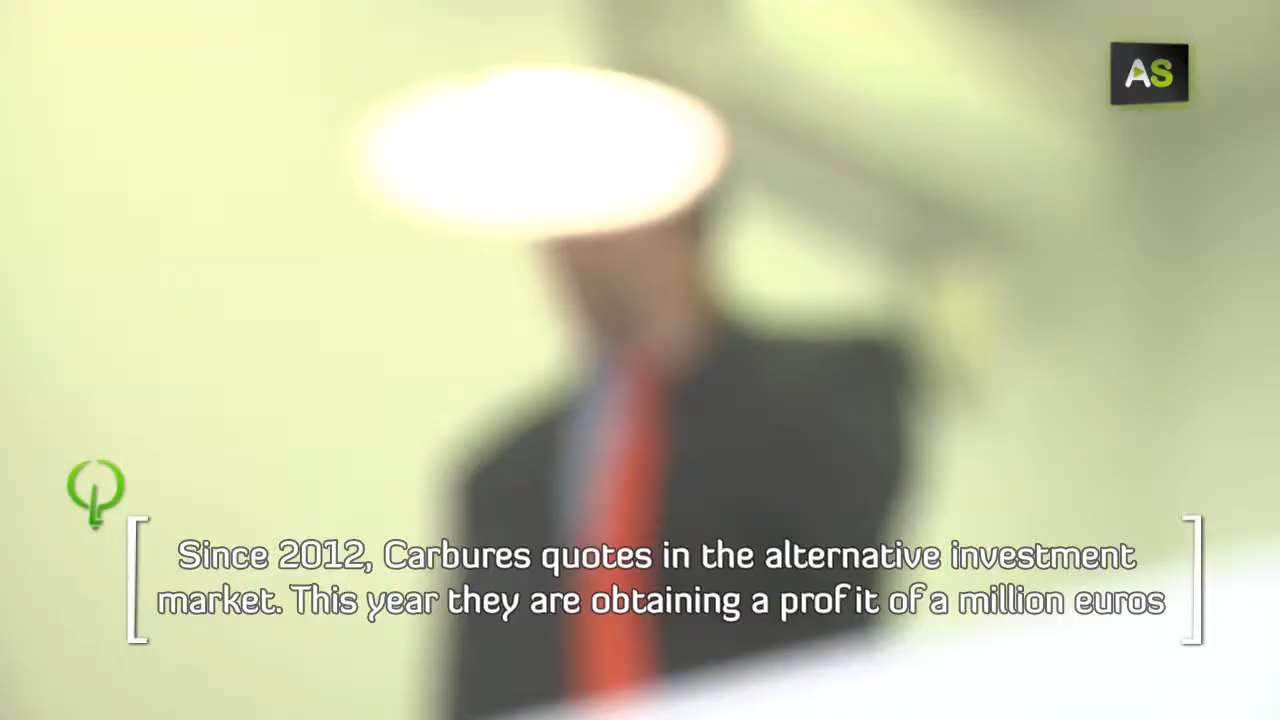 AS
Since 2012, Carbures quotes in the alternative investment
market. This year they are obtaining a profit of a million euros